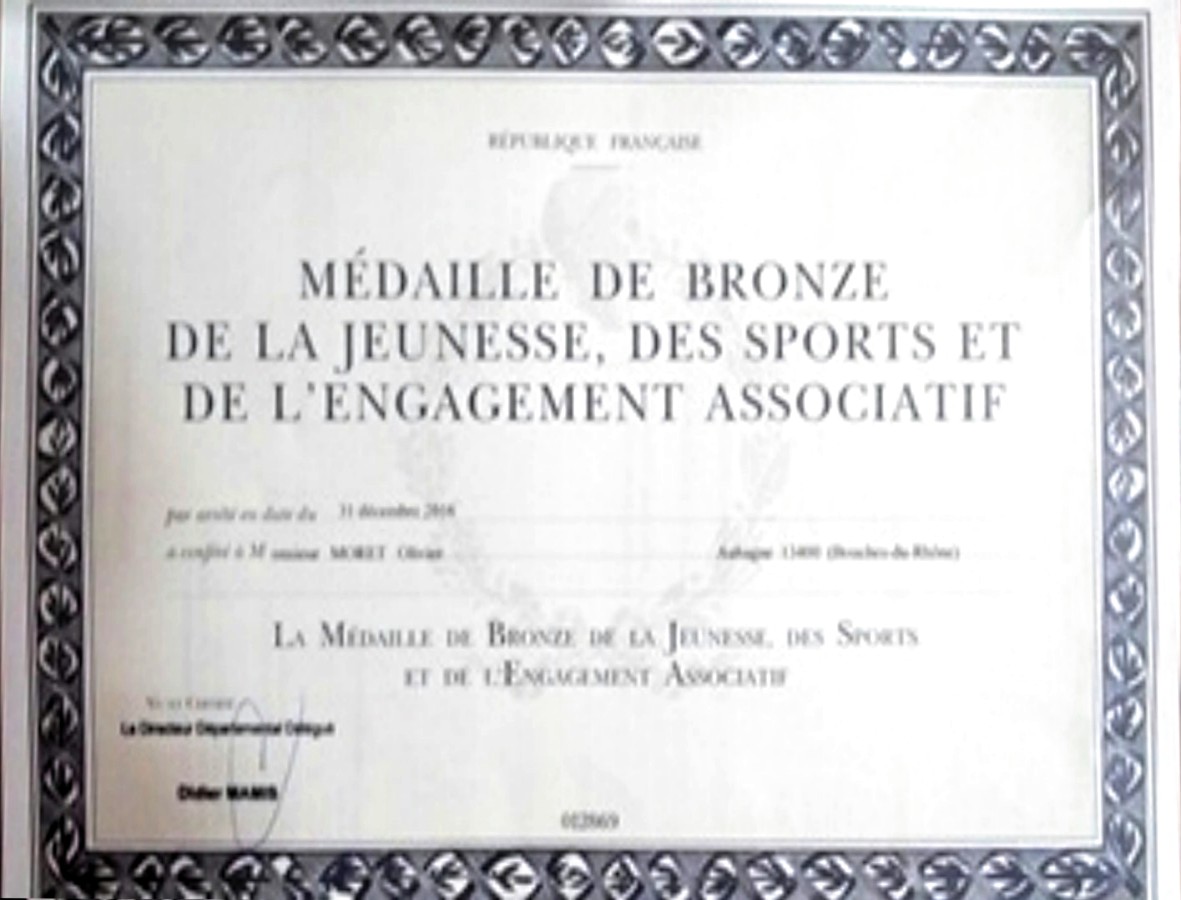 RÉPUBLIQUE FRANÇAISE
MÉDAILLE DE BRONZE
DE LA JEUNESSE, DES SPORTS ET
DE L'ENGAGEMENT ASSOCIATIF
par arrêté en date du 31 décembre 2016
a conféré à M onsieur MORET Olivier Aubagne 13400 (Bouches-du-Rhône)
LA MÉDAILLE DE BRONZE DE LA JEUNESSE, DES SPORTS
ET DE L'ENGAGEMENT ASSOCIATIF
Le Directeur Départemental Délégué
Didier MAMIS